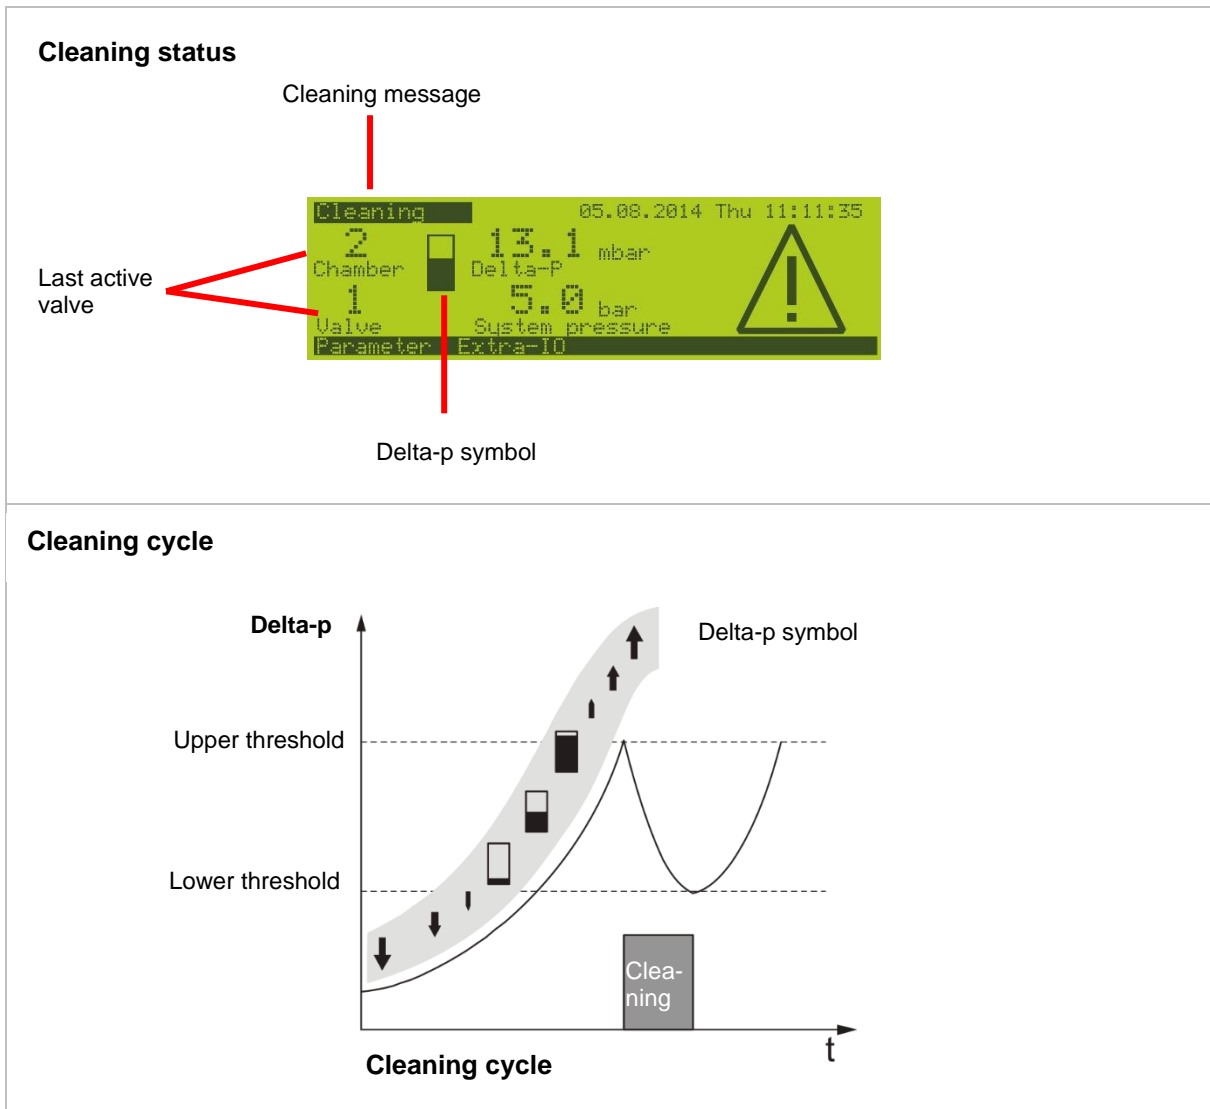 Cleaning status
Cleaning message
Cleaning 05.08.2014 Thu 11:11:35
2 13.1 mbar
Chamber Delta-P
Last active
valve
1 5.0 bar
Valve System pressure
Parameter Extra-IO
Delta-p symbol
Cleaning cycle
Delta-p
Delta-p symbol
Upper threshold
Lower threshold
Clea-
ning
t
Cleaning cycle